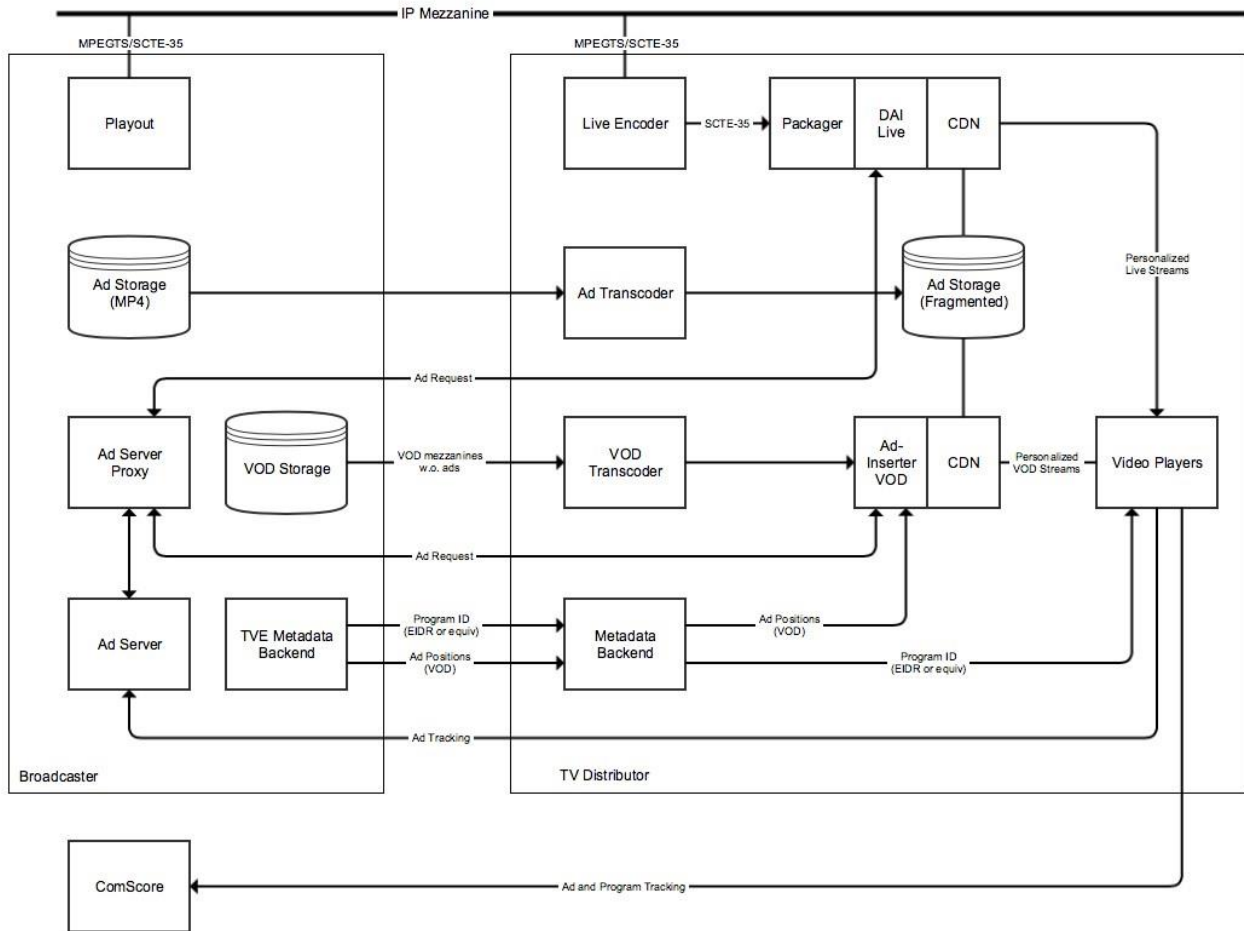 IP Mezzanine
MPEGTS/SCTE-35
MPEGTS/SCTE-35
Playout
Live Encoder
SCTE-35
Packager
DAI
Live
CDN
Ad Storage
(MP4)
Ad Transcoder
Ad Storage
(Fragmented)
Personalized
Live Streams
Ad Request
Ad Server
Proxy
VOD Storage
VOD mezzanines
w.o. ads
VOD
Transcoder
Ad-
Inserter
VOD
CDN
Personalized
VOD Streams
Video Players
Ad Request
Ad Server
TVE Metadata
Backend
Program ID
(EIDR or equiv)
Ad Positions
(VOD)
Metadata
Backend
Ad Positions
(VOD)
Program ID
(EIDR or equiv)
Ad Tracking
Broadcaster
TV Distributor
ComScore
Ad and Program Tracking